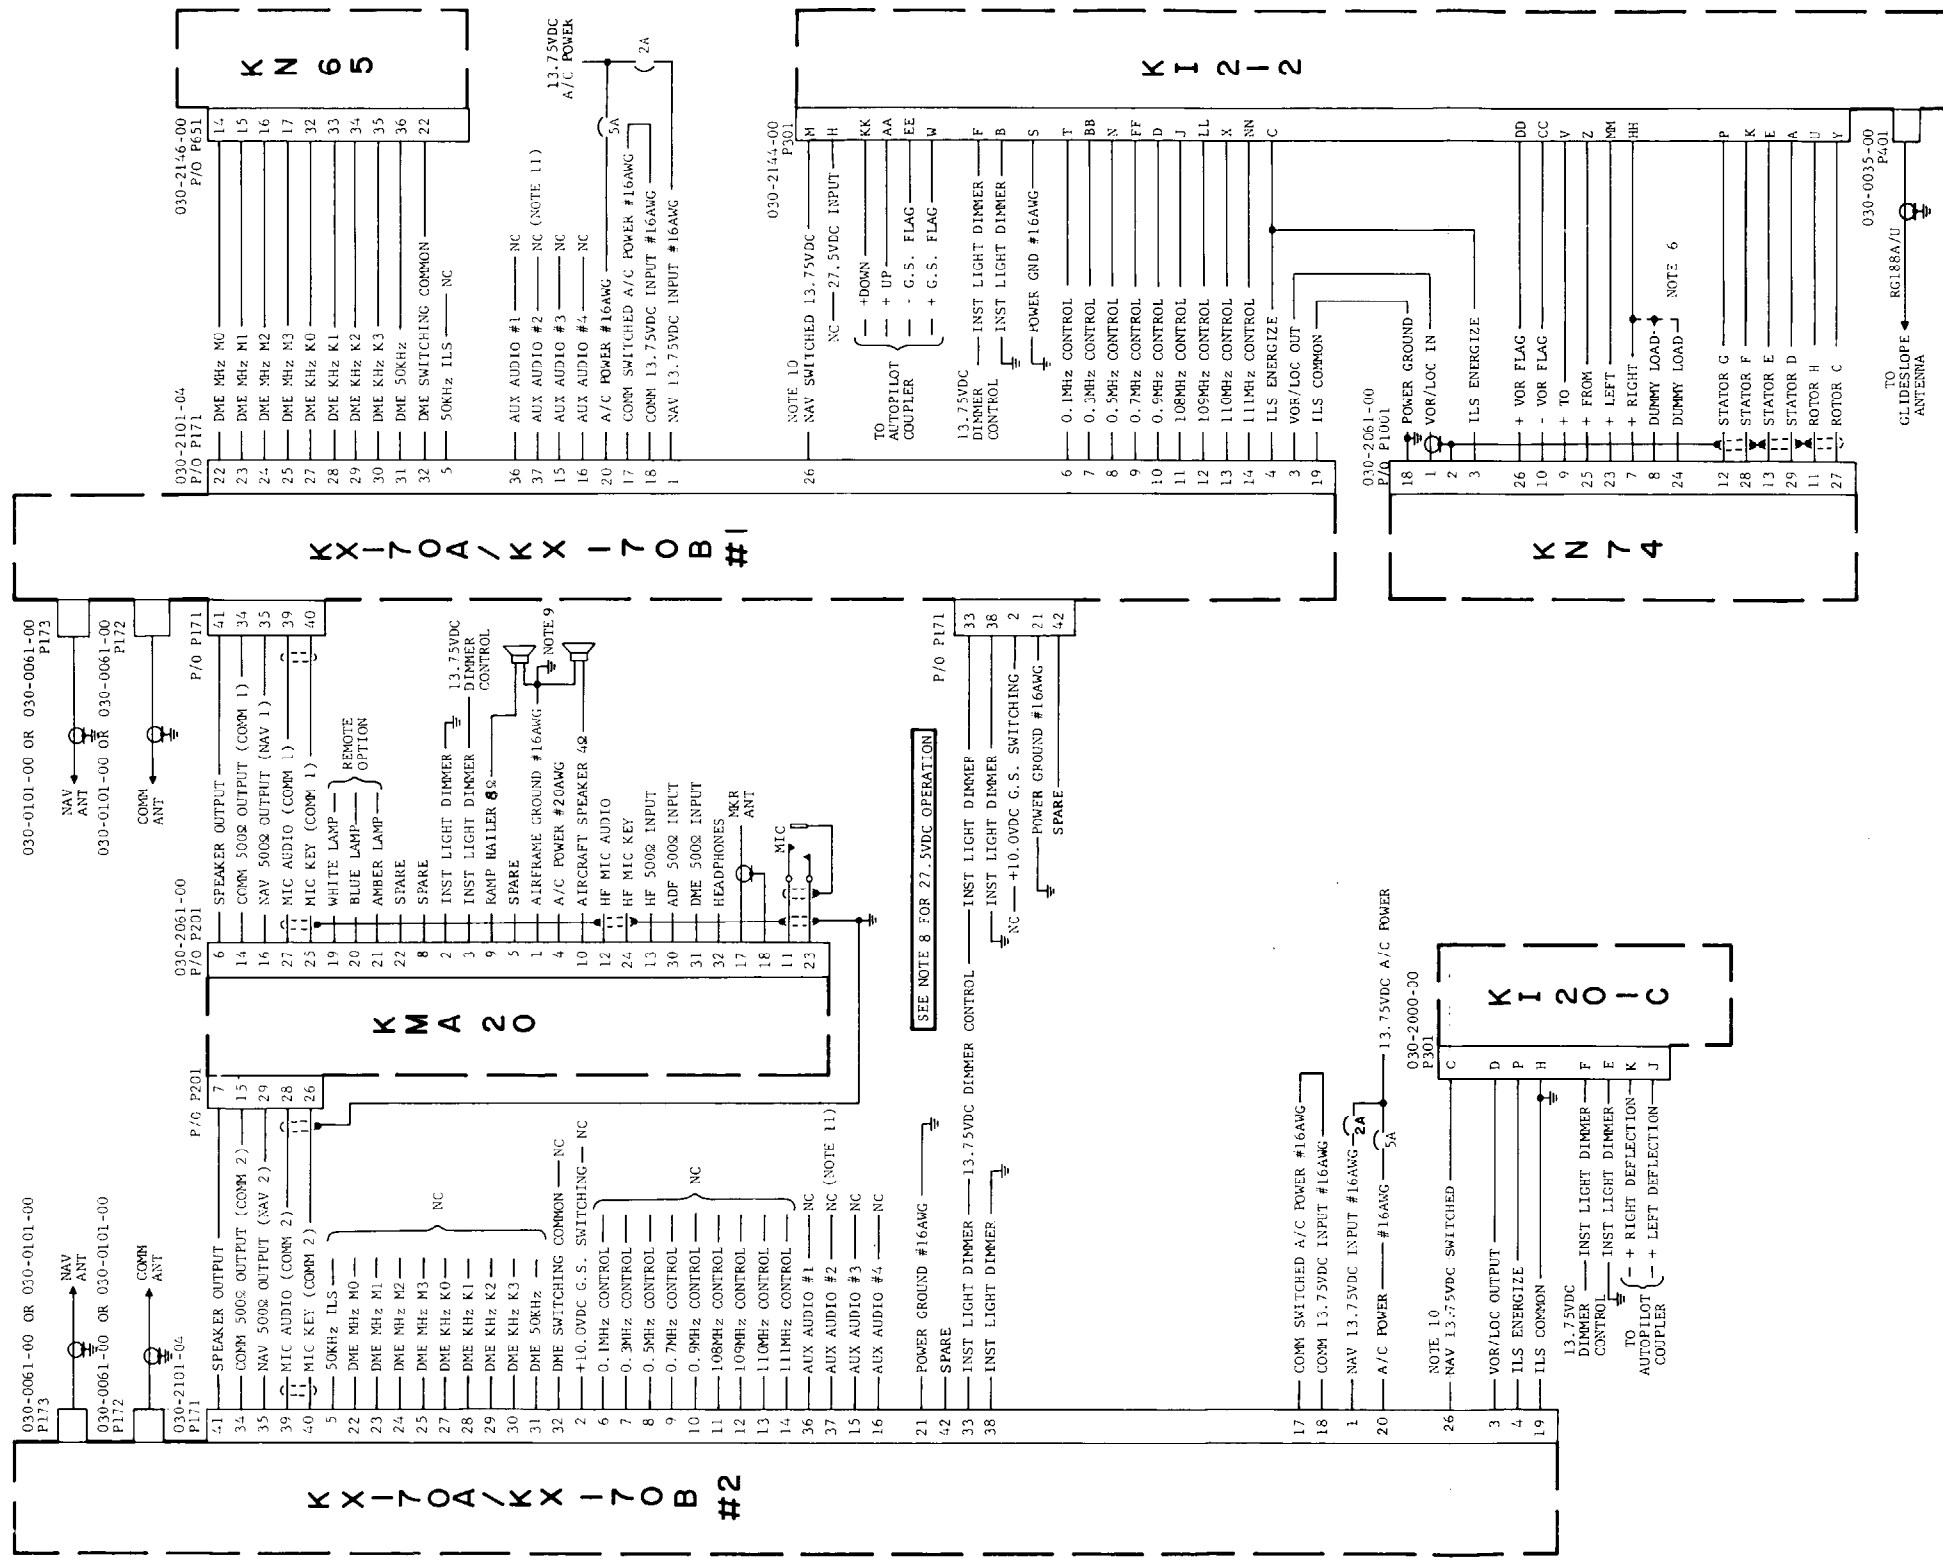 030-0061-00 OR 030-0101-00
P173
NAV
ANT
030-0061-00 OR 030-0101-00
P172
COMM
ANT
030-2101-04
P171
KX 170A/KX 170B #2
41 SPEAKER OUTPUT 7
34 COMM 500Ω OUTPUT (COMM 2) 15
35 NAV 500Ω OUTPUT (NAV 2) 29
39 MIC AUDIO (COMM 2) 28
40 MIC KEY (COMM 2) 26
P/O P201
5 50KHz ILS
22 DME MHz M0
23 DME MHz M1
24 DME MHz M2
25 DME MHz M3
27 DME KHz K0
28 DME KHz K1
29 DME KHz K2
30 DME KHz K3
31 DME 50KHz
NC
32 DME SWITCHING COMMON NC
2 +10.0VDC G.S. SWITCHING NC
6 0.1MHz CONTROL
7 0.3MHz CONTROL
8 0.5MHz CONTROL
9 0.7MHz CONTROL
10 0.9MHz CONTROL
11 108MHz CONTROL
12 109MHz CONTROL
13 110MHz CONTROL
14 111MHz CONTROL
NC
36 AUX AUDIO #1 NC
37 AUX AUDIO #2 NC (NOTE 11)
15 AUX AUDIO #3 NC
16 AUX AUDIO #4 NC
21 POWER GROUND #16AWG
42 SPARE
33 INST LIGHT DIMMER 13.75VDC DIMMER CONTROL INST LIGHT DIMMER 33
38 INST LIGHT DIMMER
17 COMM SWITCHED A/C POWER #16AWG
18 COMM 13.75VDC INPUT #16AWG
1 NAV 13.75VDC INPUT #16AWG 2A
20 A/C POWER #16AWG 5A 13.75VDC A/C POWER
NOTE 10
26 NAV 13.75VDC SWITCHED C
3 VOR/LOC OUTPUT D
4 ILS ENERGIZE P
19 ILS COMMON H
030-2000-00
P301
KI 201C
13.75VDC
DIMMER
CONTROL
INST LIGHT DIMMER F
INST LIGHT DIMMER E
TO
AUTOPILOT
COUPLER
+ RIGHT DEFLECTION K
+ LEFT DEFLECTION J
KMA 20
030-2061-00
P/O P201
6 SPEAKER OUTPUT 41
14 COMM 500Ω OUTPUT (COMM 1) 34
16 NAV 500Ω OUTPUT (NAV 1) 35
27 MIC AUDIO (COMM 1) 39
25 MIC KEY (COMM 1) 40
P/O P171
19 WHITE LAMP
20 BLUE LAMP
21 AMBER LAMP
REMOTE
OPTION
22 SPARE
8 SPARE
2 INST LIGHT DIMMER
3 INST LIGHT DIMMER
13.75VDC
DIMMER
CONTROL
9 RAMP HAILER 8Ω
5 SPARE
1 AIRFRAME GROUND #16AWG
NOTE 9
4 A/C POWER #20AWG
10 AIRCRAFT SPEAKER 4Ω
12 HF MIC AUDIO
24 HF MIC KEY
13 HF 500Ω INPUT
30 ADF 500Ω INPUT
31 DME 500Ω INPUT
32 HEADPHONES
17
18
MKR
ANT
11
23
MIC
SEE NOTE 8 FOR 27.5VDC OPERATION
P/O P171
INST LIGHT DIMMER 38
NC +10.0VDC G.S. SWITCHING 2
POWER GROUND #16AWG 21
SPARE 42
030-0101-00 OR 030-0061-00
P173
NAV
ANT
030-0101-00 OR 030-0061-00
P172
COMM
ANT
KX 170A/KX 170B #1
030-2101-04
P/O P171
030-2146-00
P/O P651
KN 65
22 DME MHz M0 14
23 DME MHz M1 15
24 DME MHz M2 16
25 DME MHz M3 17
27 DME KHz K0 32
28 DME KHz K1 33
29 DME KHz K2 34
30 DME KHz K3 35
31 DME 50KHz 36
32 DME SWITCHING COMMON 22
5 50KHz ILS NC
36 AUX AUDIO #1 NC
37 AUX AUDIO #2 NC (NOTE 11)
15 AUX AUDIO #3 NC
16 AUX AUDIO #4 NC
20 A/C POWER #16AWG 5A
13.75VDC
A/C POWER
17 COMM SWITCHED A/C POWER #16AWG
18 COMM 13.75VDC INPUT #16AWG
1 NAV 13.75VDC INPUT #16AWG 2A
030-2144-00
P301
KI 212
NOTE 10
26 NAV SWITCHED 13.75VDC M
NC 27.5VDC INPUT H
TO
AUTOPILOT
COUPLER
+DOWN KK
+ UP AA
- G.S. FLAG EE
+ G.S. FLAG W
13.75VDC
DIMMER
CONTROL
INST LIGHT DIMMER F
INST LIGHT DIMMER B
POWER GND #16AWG S
6 0.1MHz CONTROL T
7 0.3MHz CONTROL BB
8 0.5MHz CONTROL N
9 0.7MHz CONTROL FF
10 0.9MHz CONTROL D
11 108MHz CONTROL J
12 109MHz CONTROL LL
13 110MHz CONTROL X
14 111MHz CONTROL NN
4 ILS ENERGIZE C
3 VOR/LOC OUT
19 ILS COMMON
030-2061-00
P/O P1001
KN 74
18 POWER GROUND
1 VOR/LOC IN
2
3 ILS ENERGIZE
26 + VOR FLAG DD
10 - VOR FLAG CC
9 + TO V
25 + FROM Z
23 + LEFT MM
7 + RIGHT HH
8 DUMMY LOAD
24 DUMMY LOAD
NOTE 6
12 STATOR G P
28 STATOR F K
13 STATOR E E
29 STATOR D A
11 ROTOR H U
27 ROTOR C Y
TO
GLIDESLOPE
ANTENNA
RG188A/U
030-0035-00
P401